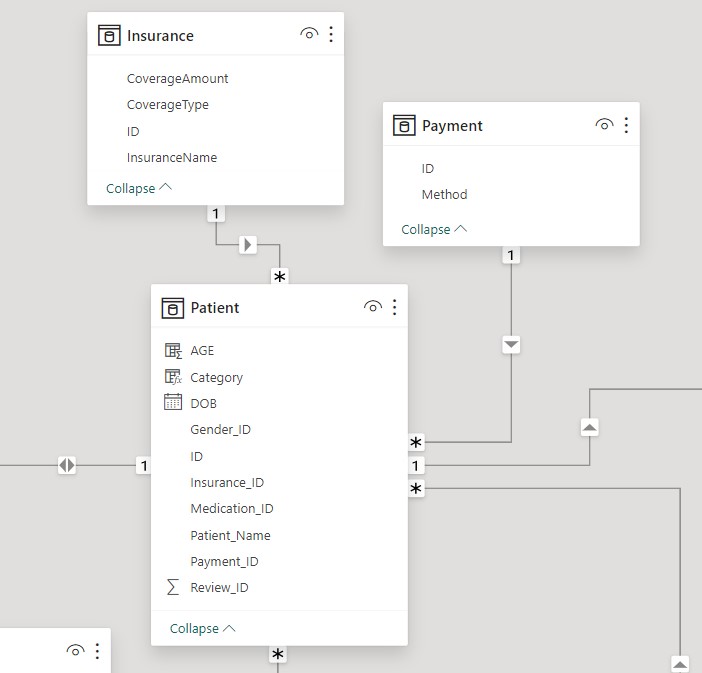 Insurance
CoverageAmount
CoverageType
ID
InsuranceName
Collapse
1
*
Payment
ID
Method
Collapse
1
Patient
AGE
Category
DOB
Gender_ID
ID
Insurance_ID
Medication_ID
Patient_Name
Payment_ID
Review_ID
Collapse
1
*
1
*
*